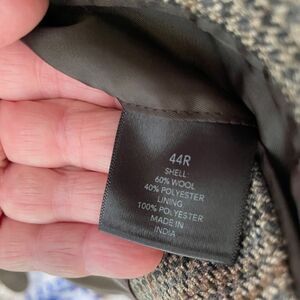 44R
SHELL:
60% WOOL
40% POLYESTER
LINING
100% POLYESTER
MADE IN
INDIA